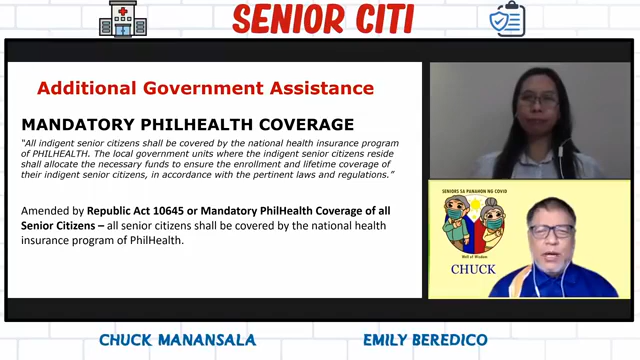 SENIOR CITI
Additional Government Assistance
MANDATORY PHILHEALTH COVERAGE
"All indigent senior citizens shall be covered by the national health insurance program
of PHILHEALTH. The local government units where the indigent senior citizens reside
shall allocate the necessary funds to ensure the enrollment and lifetime coverage of
their indigent senior citizens, in accordance with the pertinent laws and regulations."
Amended by Republic Act 10645 or Mandatory PhilHealth Coverage of all
Senior Citizens – all senior citizens shall be covered by the national health
insurance program of PhilHealth.
SENIORS SA PANAHON NG COVID
Well of Wisdom
CHUCK
CHUCK MANANSALA
EMILY BEREDICO